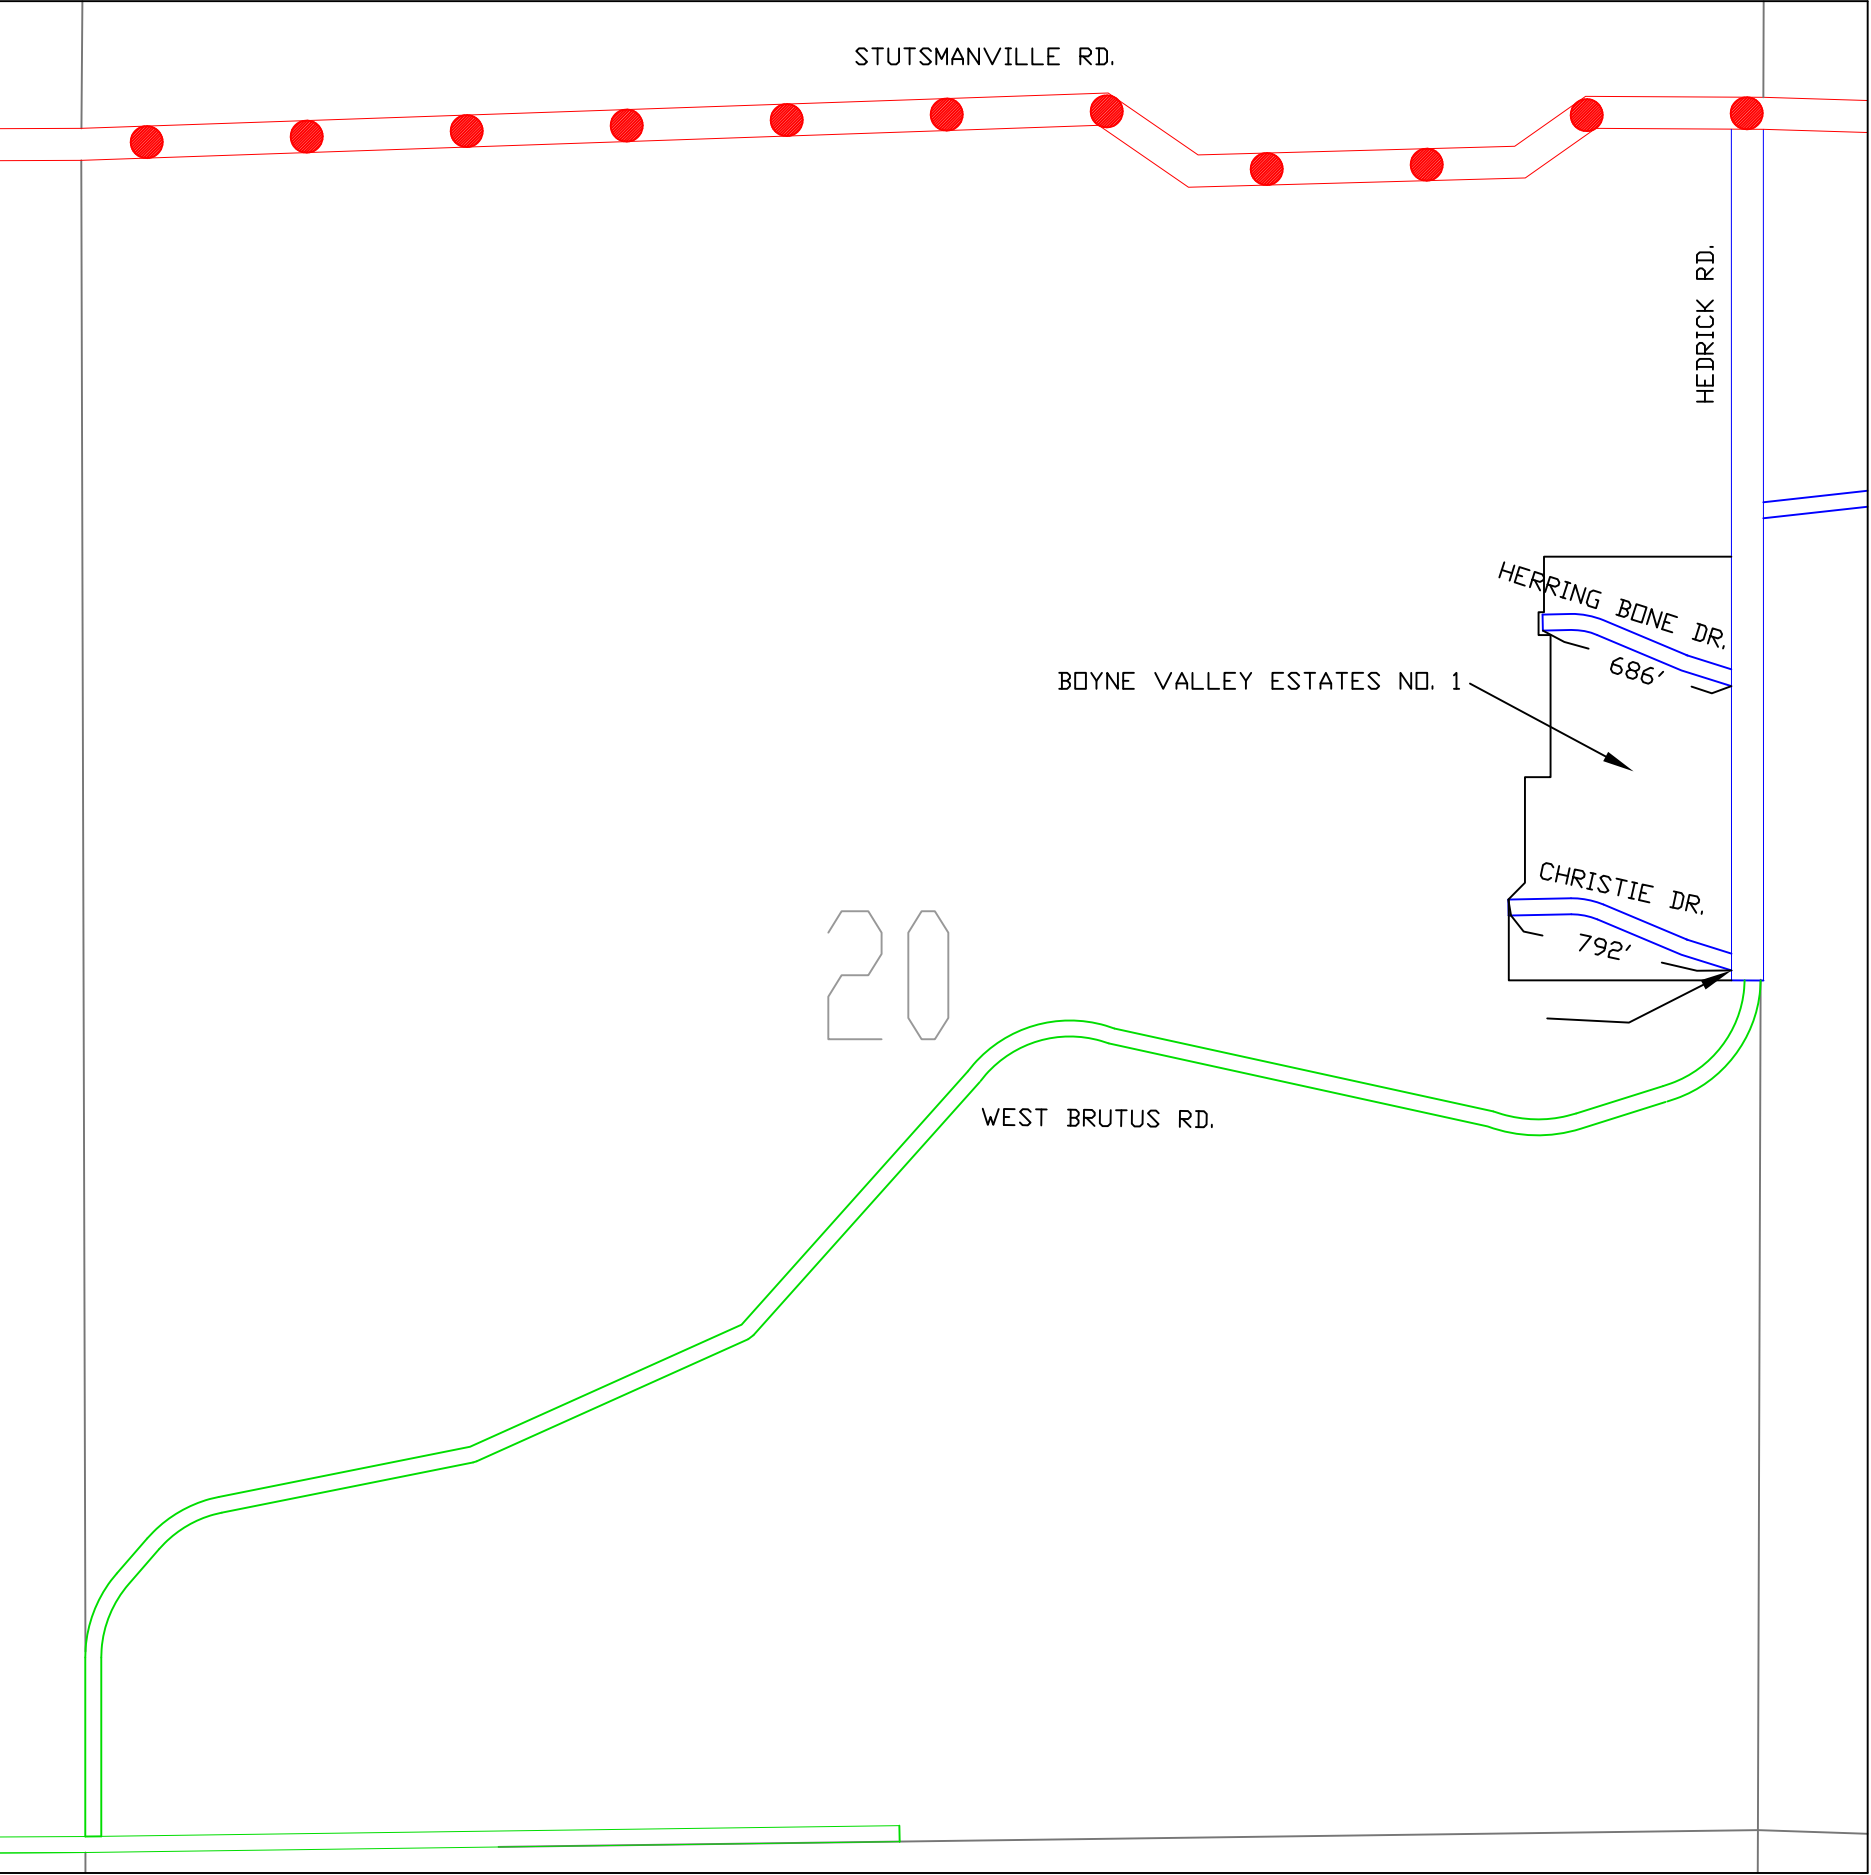 STUTSMANVILLE RD.
HEDRICK RD.
HERRING BONE DR.
686'
BOYNE VALLEY ESTATES NO. 1
CHRISTIE DR.
792'
20
WEST BRUTUS RD.